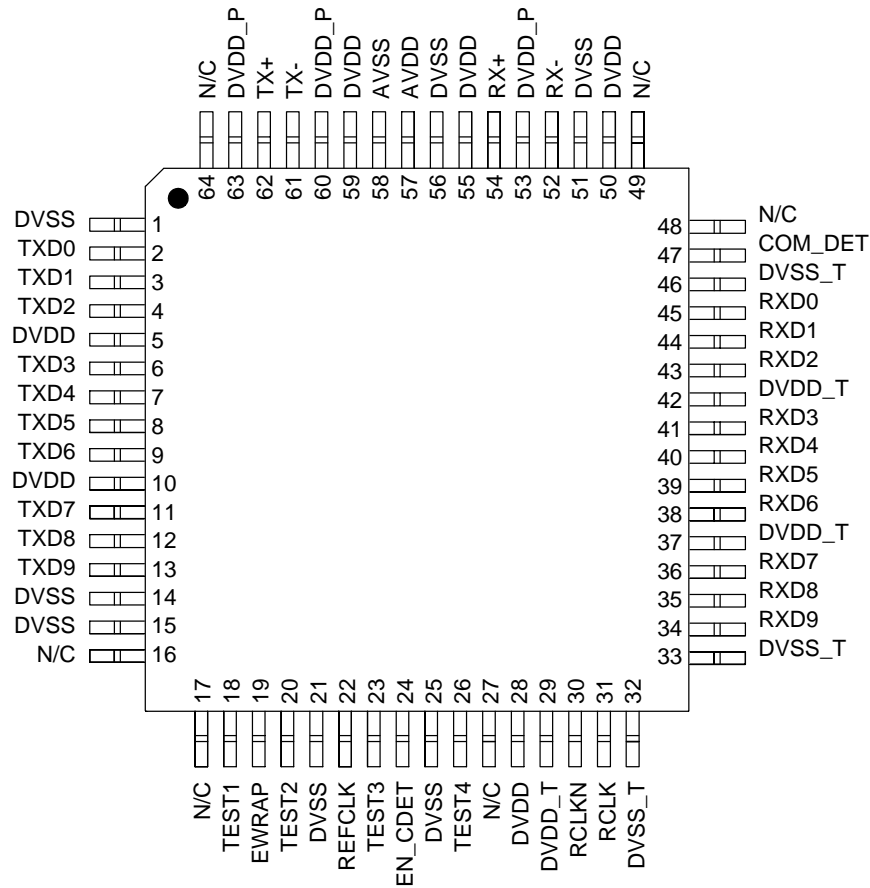 N/C
DVDD_P
TX+
TX-
DVDD_P
DVDD
AVSS
AVDD
DVSS
DVDD
RX+
DVDD_P
RX-
DVSS
DVDD
N/C
64
63
62
61
60
59
58
57
56
55
54
53
52
51
50
49
DVSS 1
TXD0 2
TXD1 3
TXD2 4
DVDD 5
TXD3 6
TXD4 7
TXD5 8
TXD6 9
DVDD 10
TXD7 11
TXD8 12
TXD9 13
DVSS 14
DVSS 15
N/C 16
48 N/C
47 COM_DET
46 DVSS_T
45 RXD0
44 RXD1
43 RXD2
42 DVDD_T
41 RXD3
40 RXD4
39 RXD5
38 RXD6
37 DVDD_T
36 RXD7
35 RXD8
34 RXD9
33 DVSS_T
17
18
19
20
21
22
23
24
25
26
27
28
29
30
31
32
N/C
TEST1
EWRAP
TEST2
DVSS
REFCLK
TEST3
EN_CDET
DVSS
TEST4
N/C
DVDD
DVDD_T
RCLKN
RCLK
DVSS_T